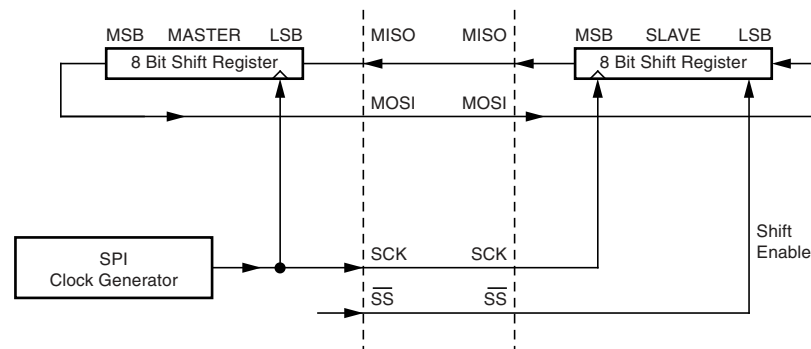 MSB MASTER LSB MISO MISO MSB SLAVE LSB
8 Bit Shift Register 8 Bit Shift Register
MOSI MOSI
Shift
Enable
SPI
Clock Generator
SCK SCK
SS SS